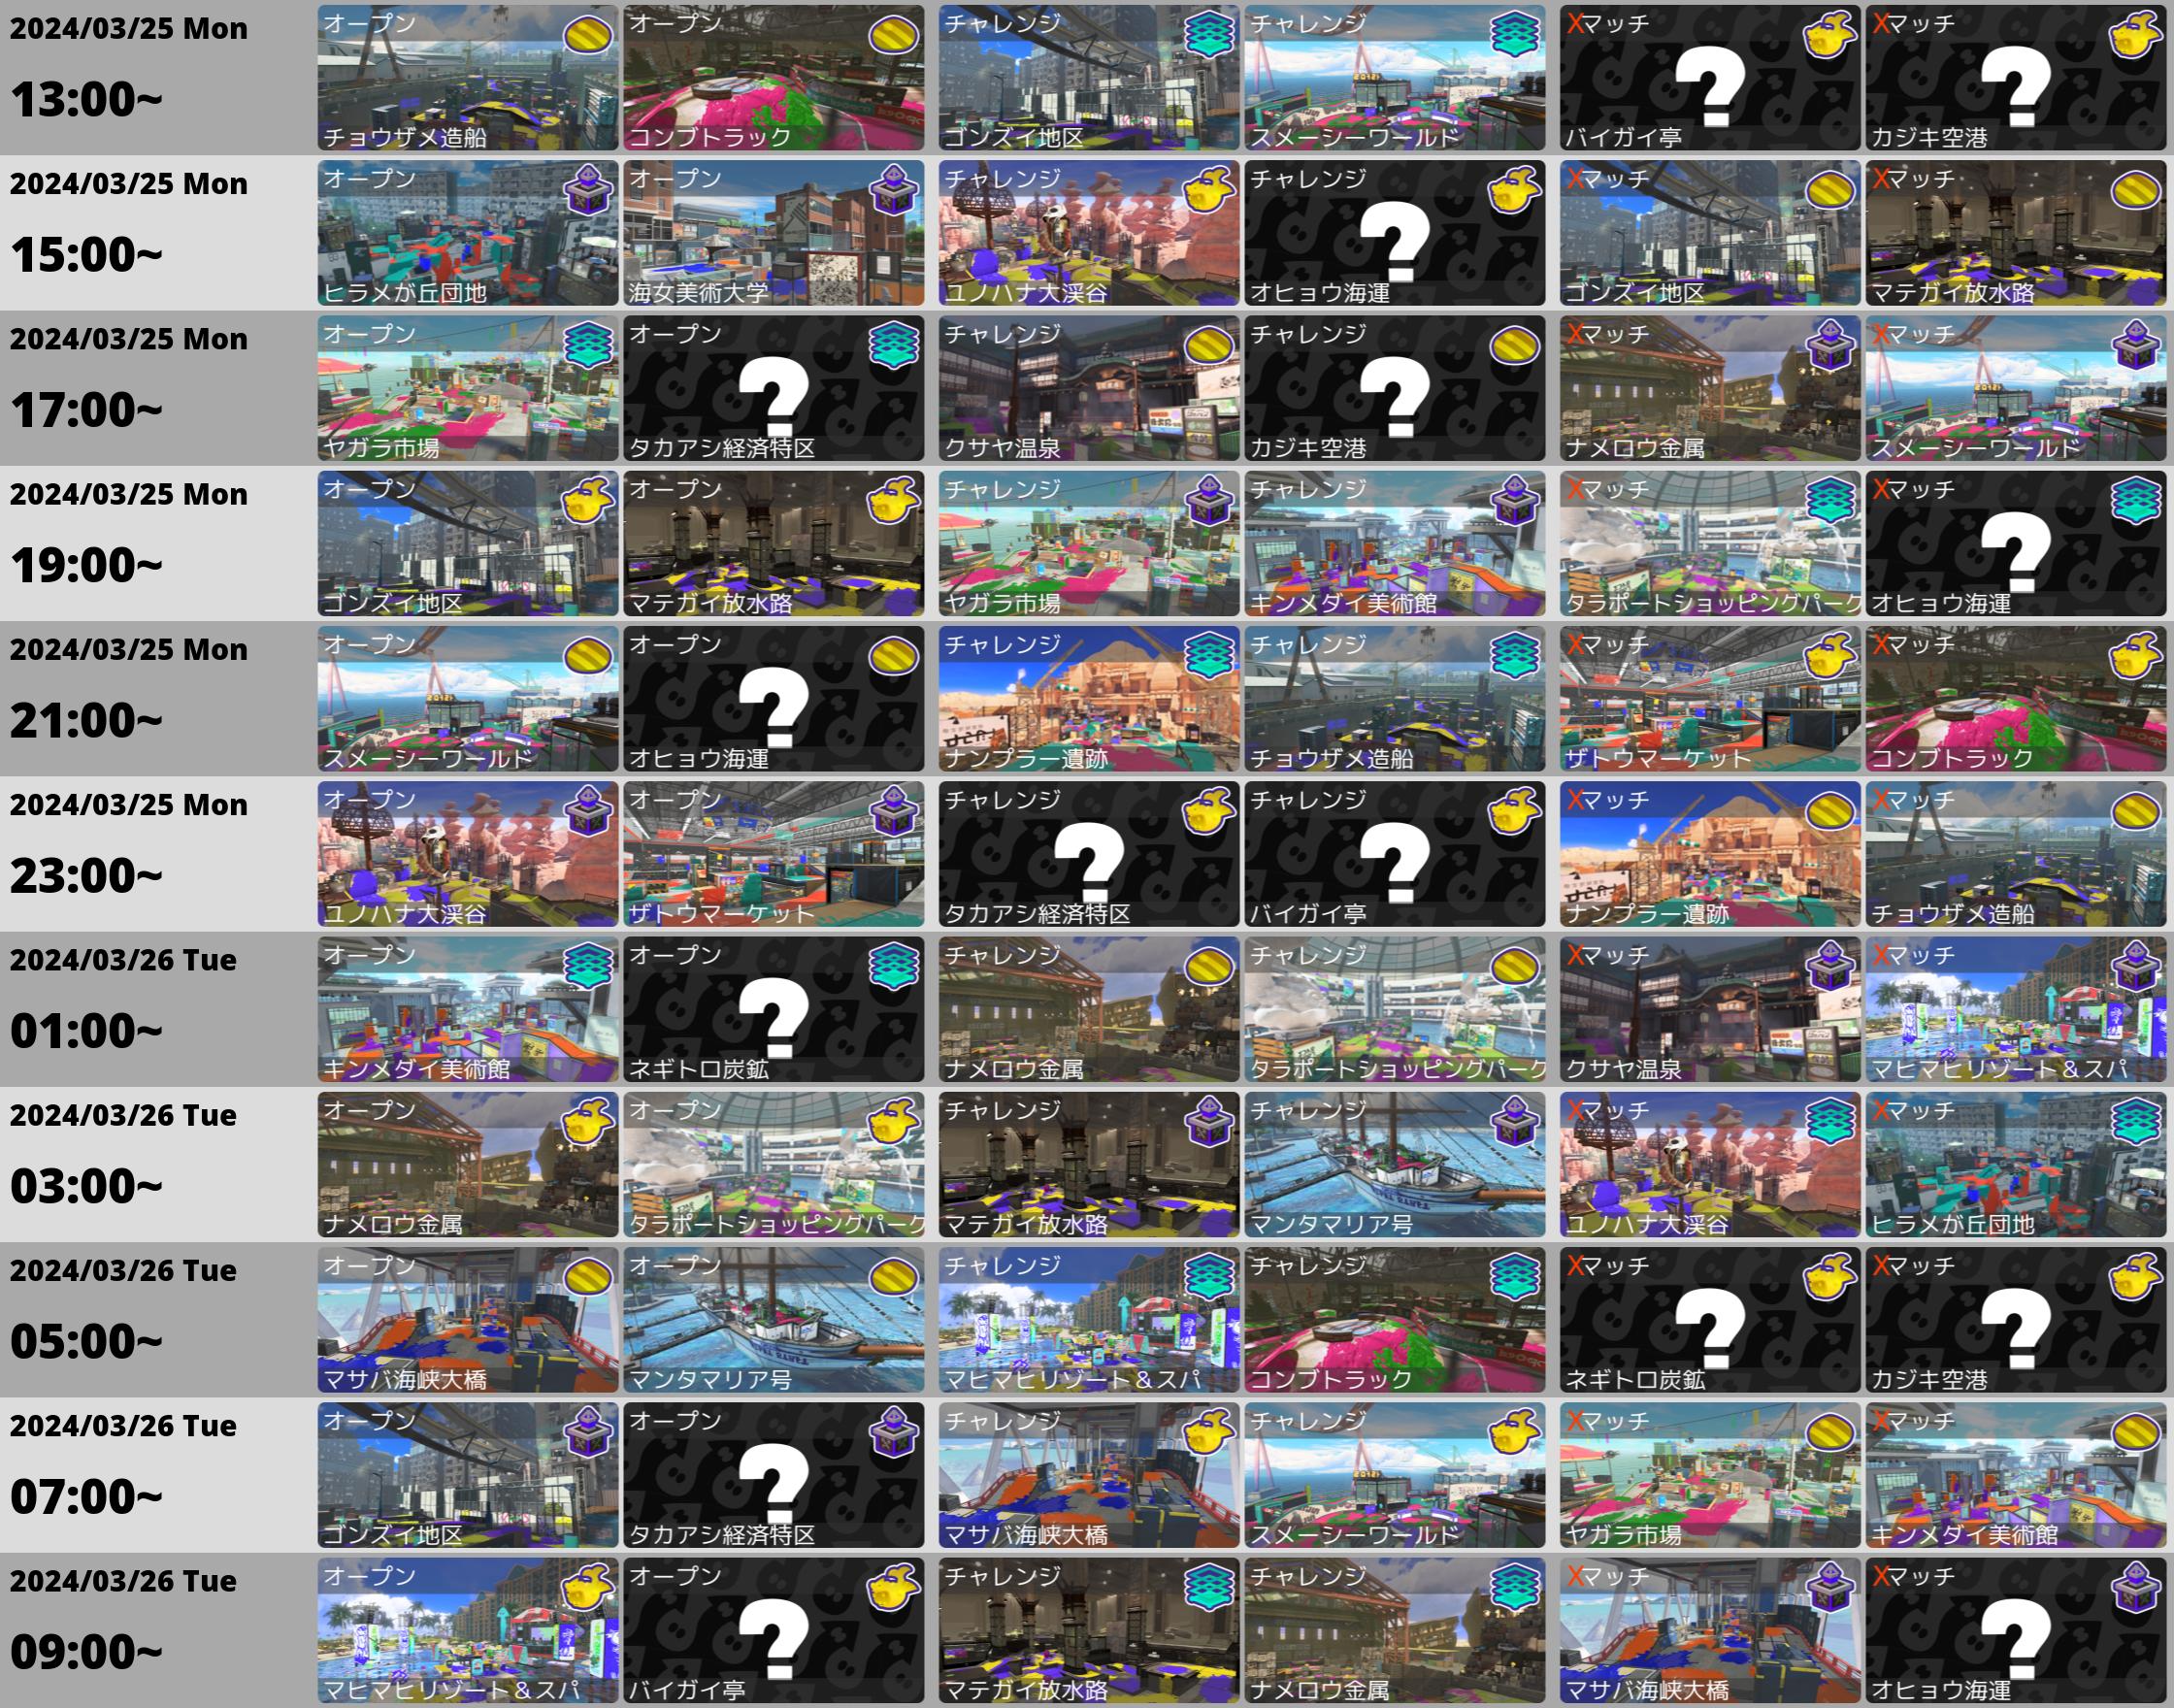 2024/03/25 Mon
13:00~
オープン
チョウザメ造船
オープン
コンブトラック
チャレンジ
ゴンズイ地区
チャレンジ
スメーシーワールド
Xマッチ
バイガイ亭
Xマッチ
カジキ空港
2024/03/25 Mon
15:00~
オープン
ヒラメが丘団地
オープン
海女美術大学
チャレンジ
ユノハナ大渓谷
チャレンジ
オヒョウ海運
Xマッチ
ゴンズイ地区
Xマッチ
マテガイ放水路
2024/03/25 Mon
17:00~
オープン
ヤガラ市場
オープン
タカアシ経済特区
チャレンジ
クサヤ温泉
チャレンジ
カジキ空港
Xマッチ
ナメロウ金属
Xマッチ
スメーシーワールド
2024/03/25 Mon
19:00~
オープン
ゴンズイ地区
オープン
マテガイ放水路
チャレンジ
ヤガラ市場
チャレンジ
キンメダイ美術館
Xマッチ
タラポートショッピングパーク
Xマッチ
オヒョウ海運
2024/03/25 Mon
21:00~
オープン
スメーシーワールド
オープン
オヒョウ海運
チャレンジ
ナンプラー遺跡
チャレンジ
チョウザメ造船
Xマッチ
ザトウマーケット
Xマッチ
コンブトラック
2024/03/25 Mon
23:00~
オープン
ユノハナ大渓谷
オープン
ザトウマーケット
チャレンジ
タカアシ経済特区
チャレンジ
バイガイ亭
Xマッチ
ナンプラー遺跡
Xマッチ
チョウザメ造船
2024/03/26 Tue
01:00~
オープン
キンメダイ美術館
オープン
ネギトロ炭鉱
チャレンジ
ナメロウ金属
チャレンジ
タラポートショッピングパーク
Xマッチ
クサヤ温泉
Xマッチ
マヒマヒリゾート＆スパ
2024/03/26 Tue
03:00~
オープン
ナメロウ金属
オープン
タラポートショッピングパーク
チャレンジ
マテガイ放水路
チャレンジ
マンタマリア号
Xマッチ
ユノハナ大渓谷
Xマッチ
ヒラメが丘団地
2024/03/26 Tue
05:00~
オープン
マサバ海峡大橋
オープン
マンタマリア号
チャレンジ
マヒマヒリゾート＆スパ
チャレンジ
コンブトラック
Xマッチ
ネギトロ炭鉱
Xマッチ
カジキ空港
2024/03/26 Tue
07:00~
オープン
ゴンズイ地区
オープン
タカアシ経済特区
チャレンジ
マサバ海峡大橋
チャレンジ
スメーシーワールド
Xマッチ
ヤガラ市場
Xマッチ
キンメダイ美術館
2024/03/26 Tue
09:00~
オープン
マヒマヒリゾート＆スパ
オープン
バイガイ亭
チャレンジ
マテガイ放水路
チャレンジ
ナメロウ金属
Xマッチ
マサバ海峡大橋
Xマッチ
オヒョウ海運